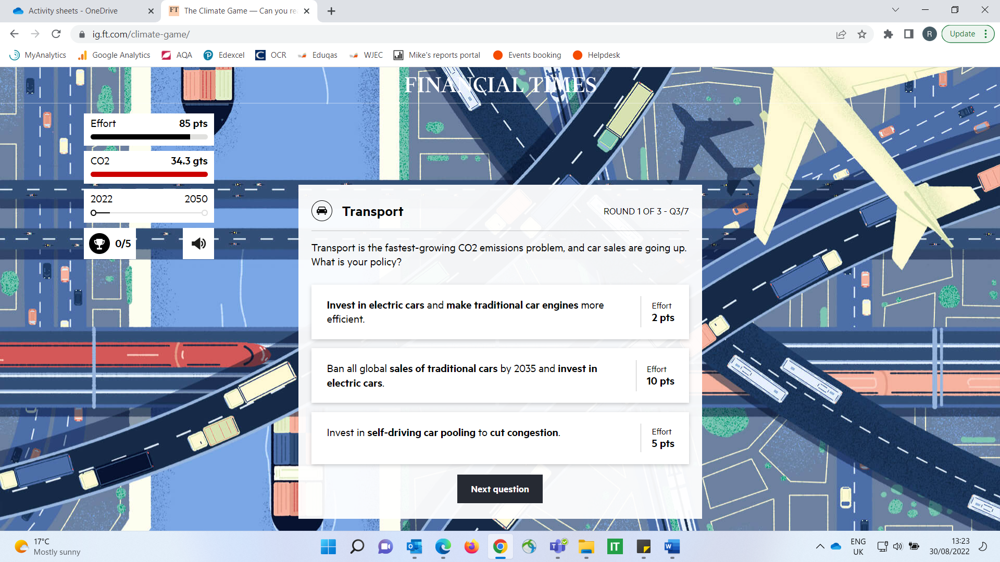 Activity sheets - OneDrive
FT The Climate Game — Can you re
ig.ft.com/climate-game/
R
Update
MyAnalytics
Google Analytics
AQA
Edexcel
C OCR
Eduqas
WJEC
Mike's reports portal
Events booking
Helpdesk
FINANCIAL TIMES
Effort 85 pts
CO2 34.3 gts
2022 2050
0/5
Transport
ROUND 1 OF 3 - Q3/7
Transport is the fastest-growing CO2 emissions problem, and car sales are going up.
What is your policy?
Invest in electric cars and make traditional car engines more
efficient.
Effort
2 pts
Ban all global sales of traditional cars by 2035 and invest in
electric cars.
Effort
10 pts
Invest in self-driving car pooling to cut congestion.
Effort
5 pts
Next question
17°C
Mostly sunny
IT
ENG
UK
13:23
30/08/2022